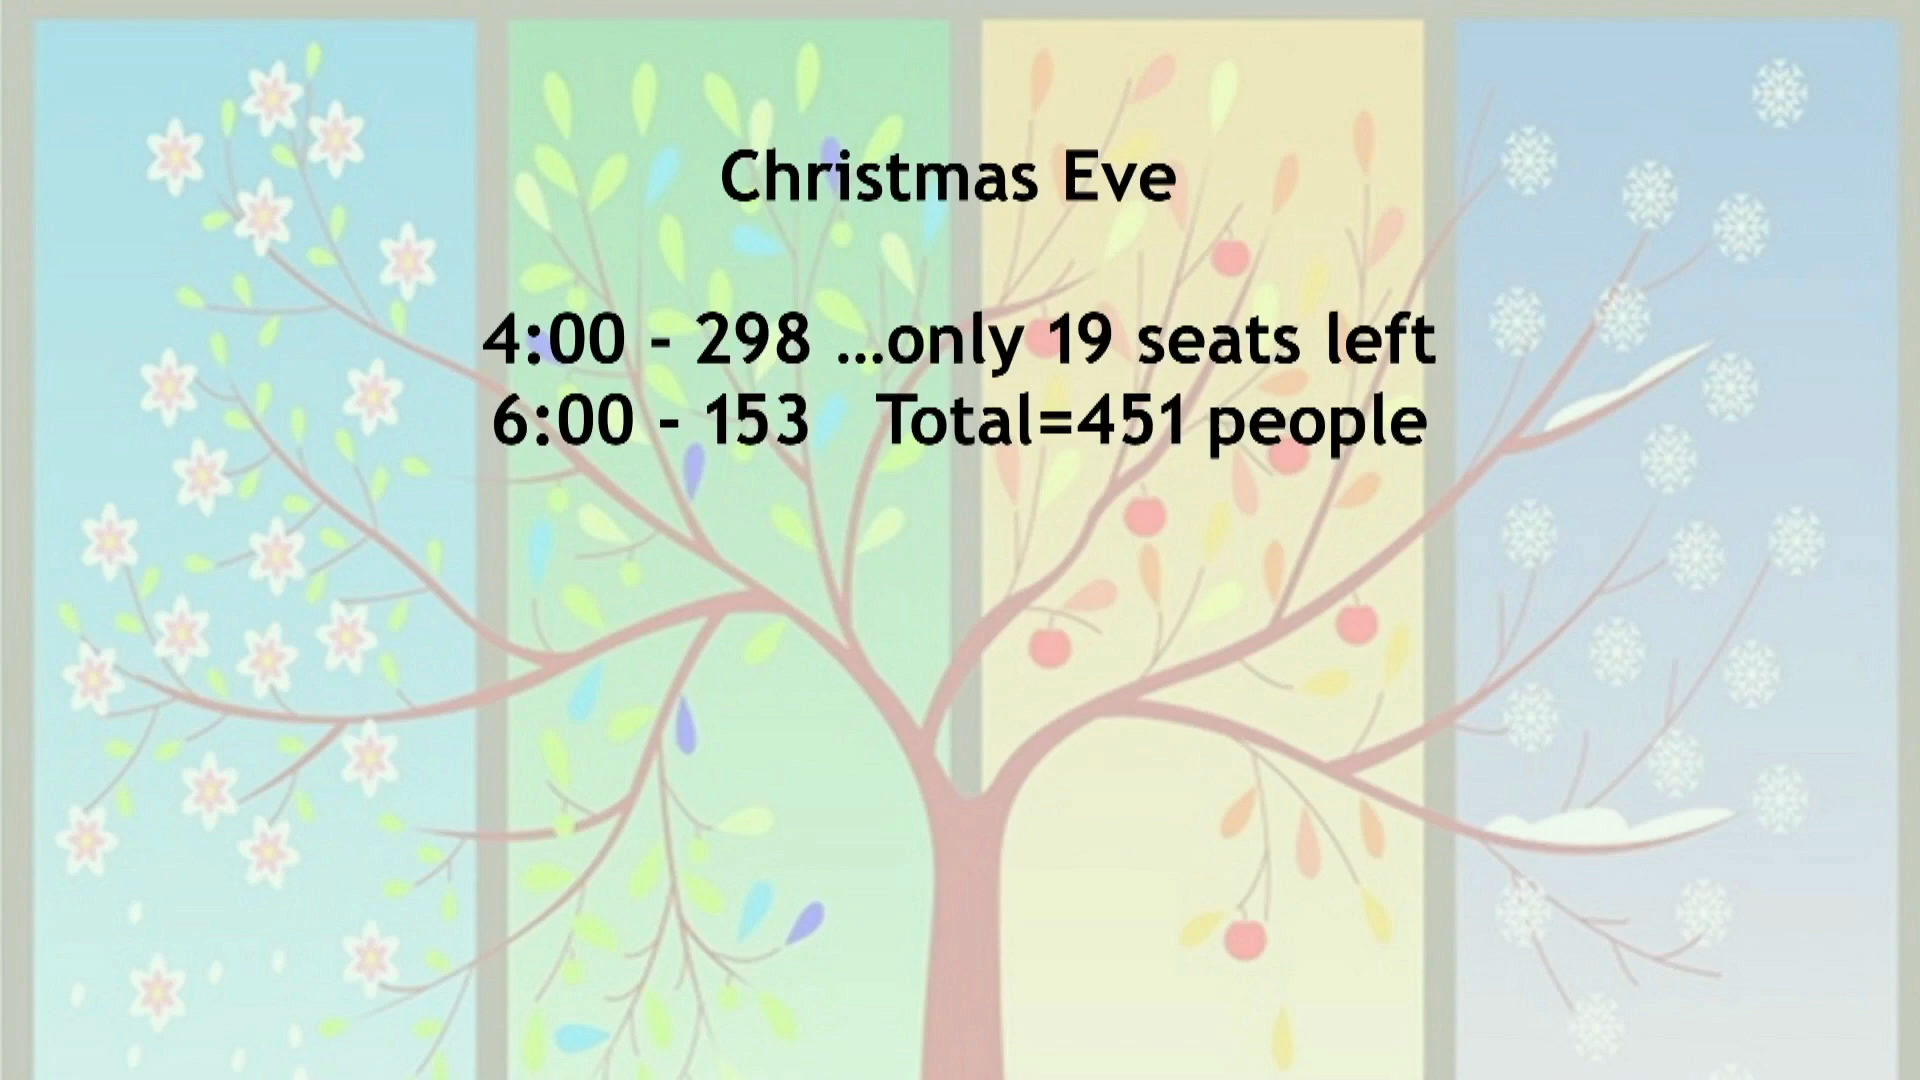 Christmas Eve
4:00 - 298 ...only 19 seats left
6:00 - 153 Total=451 people